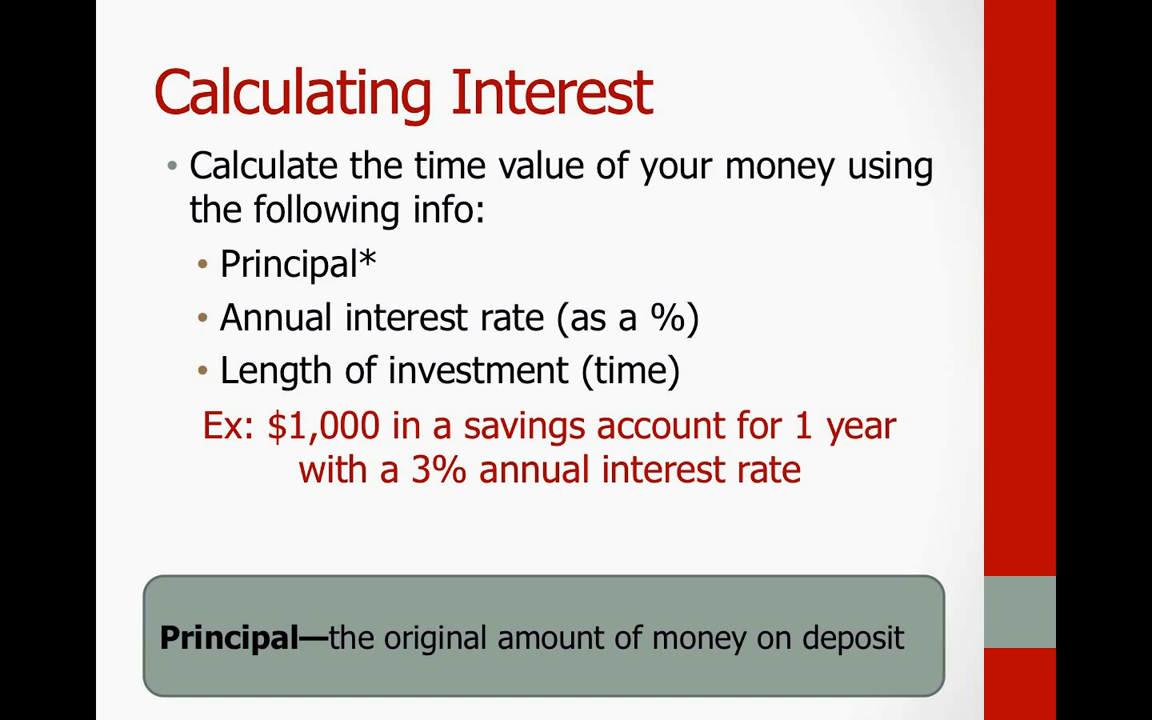 Calculating Interest
• Calculate the time value of your money using
the following info:
• Principal*
• Annual interest rate (as a %)
• Length of investment (time)
Ex: $1,000 in a savings account for 1 year
with a 3% annual interest rate
Principal—the original amount of money on deposit